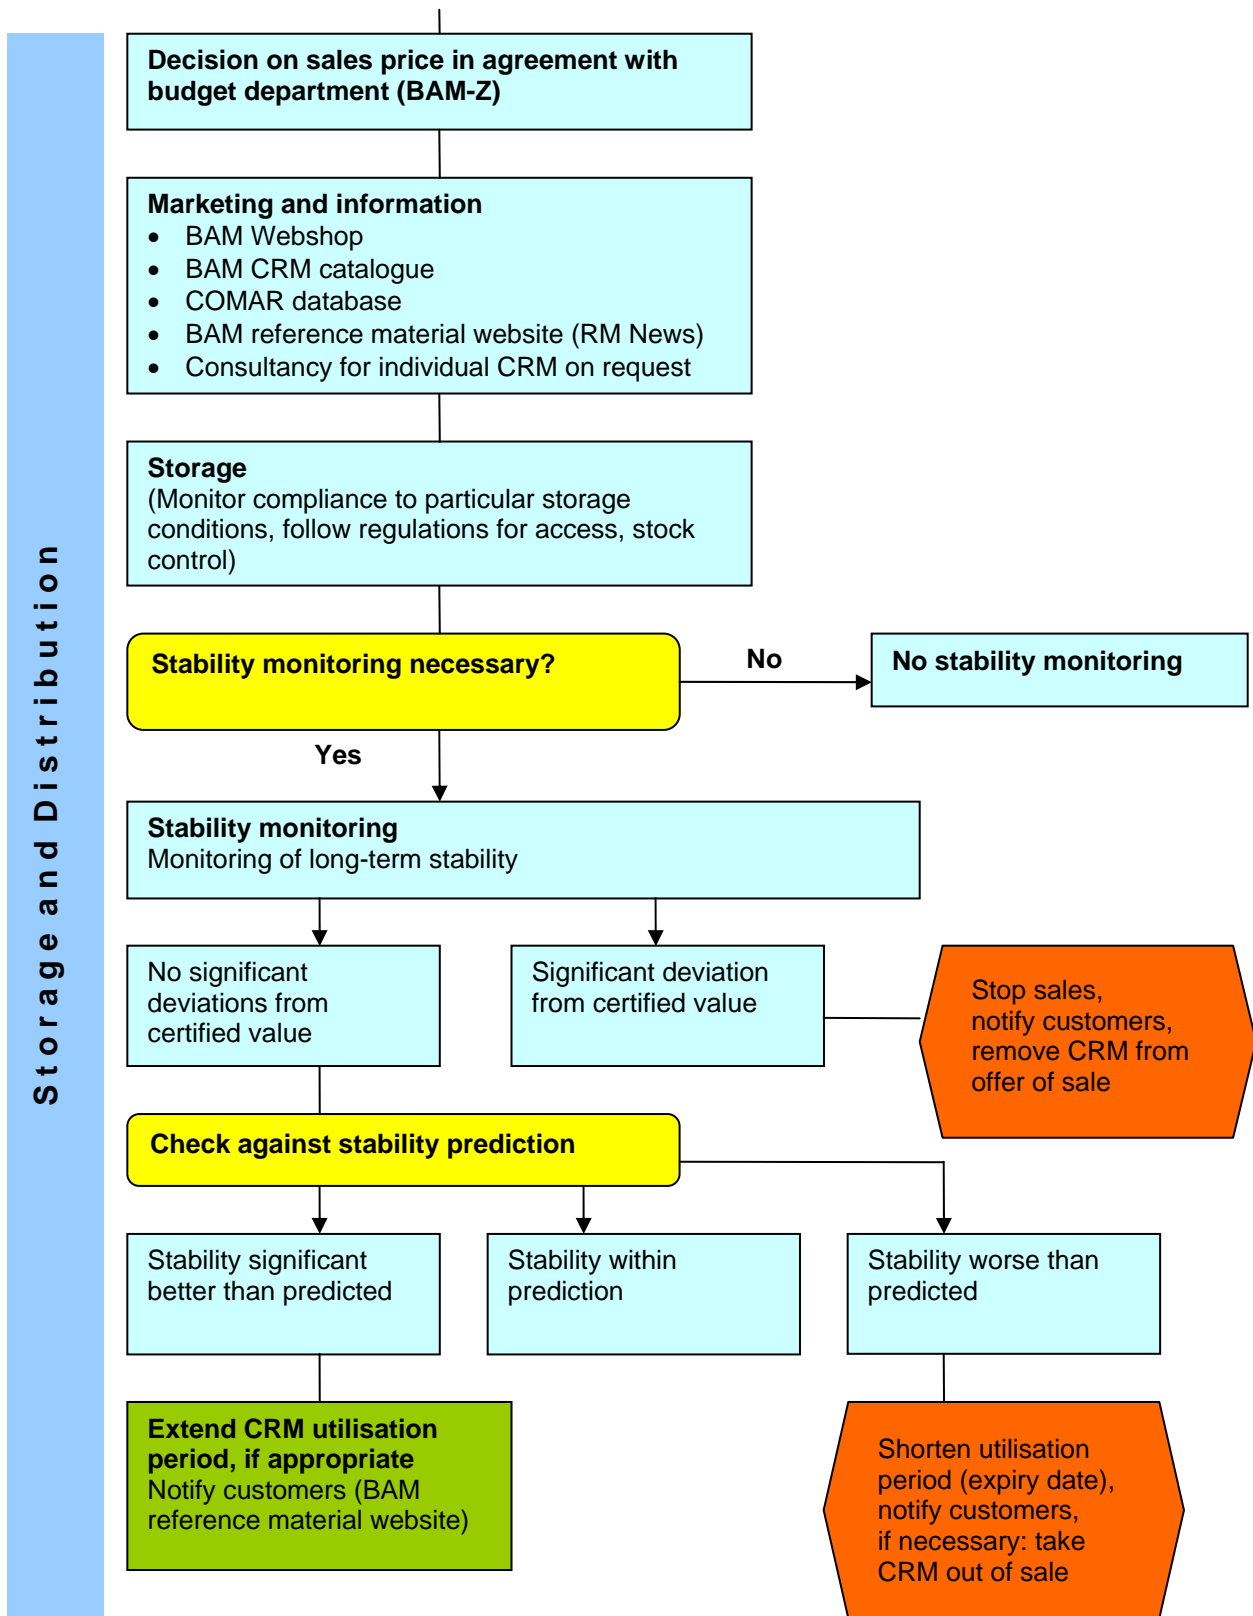 Storage and Distribution
Decision on sales price in agreement with
budget department (BAM-Z)
Marketing and information
• BAM Webshop
• BAM CRM catalogue
• COMAR database
• BAM reference material website (RM News)
• Consultancy for individual CRM on request
Storage
(Monitor compliance to particular storage
conditions, follow regulations for access, stock
control)
Stability monitoring necessary?
No
No stability monitoring
Yes
Stability monitoring
Monitoring of long-term stability
No significant
deviations from
certified value
Significant deviation
from certified value
Stop sales,
notify customers,
remove CRM from
offer of sale
Check against stability prediction
Stability significant
better than predicted
Stability within
prediction
Stability worse than
predicted
Extend CRM utilisation
period, if appropriate
Notify customers (BAM
reference material website)
Shorten utilisation
period (expiry date),
notify customers,
if necessary: take
CRM out of sale